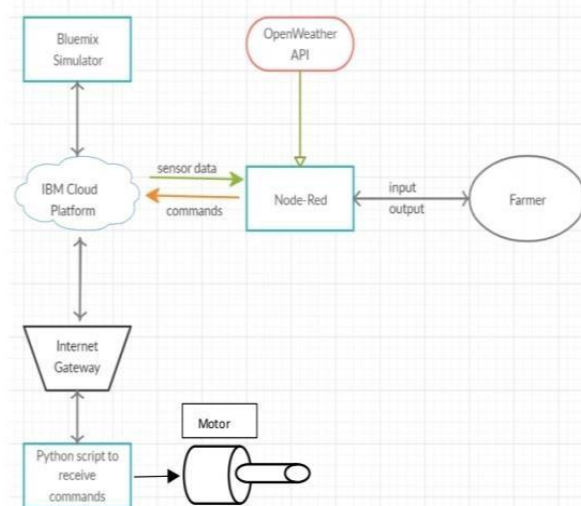 Bluemix
Simulator
OpenWeather
API
sensor data
IBM Cloud
Platform
commands
Node-Red
input
output
Farmer
Internet
Gateway
Motor
Python script to
receive
commands